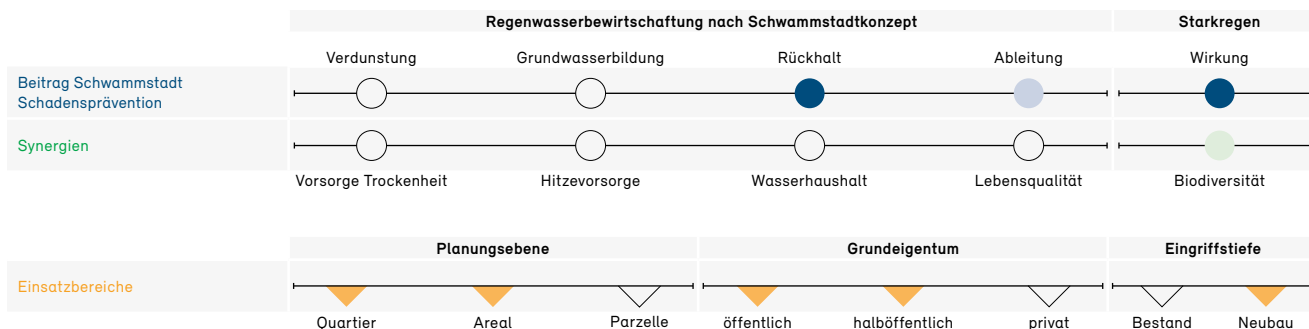 Regenwasserbewirtschaftung nach Schwammstadtkonzept Starkregen
Verdunstung Grundwasserbildung Rückhalt Ableitung Wirkung
Beitrag Schwammstadt
Schadensprävention
Synergien
Vorsorge Trockenheit Hitzevorsorge Wasserhaushalt Lebensqualität Biodiversität
Planungsebene Grundeigentum Eingriffstiefe
Einsatzbereiche
Quartier Areal Parzelle öffentlich halböffentlich privat Bestand Neubau